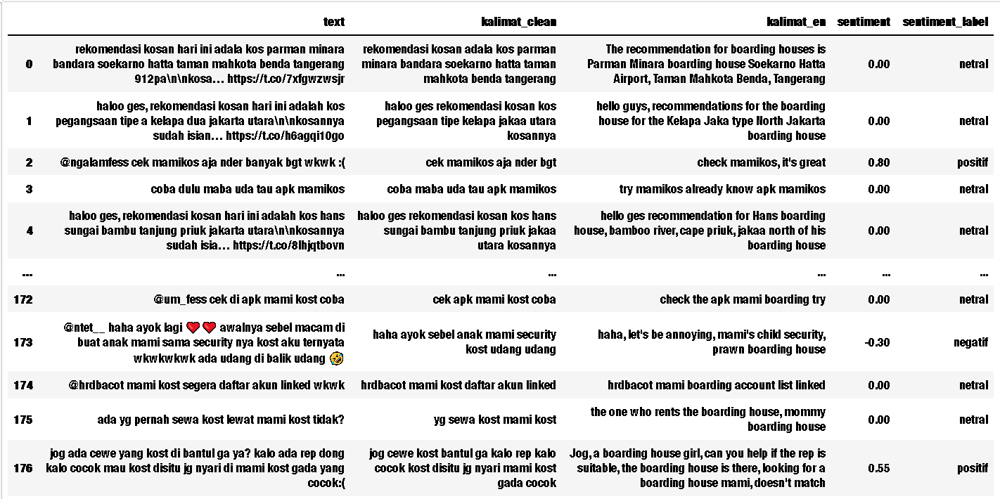 text kalimat_clean kalimat_en sentiment sentiment_label
0 rekomendasi kosan hari ini adala kos parman minara bandara soekarno hatta taman mahkota benda tangerang 912pa\n\nkosa… https://t.co/7xfgwzwsjr rekomendasi kosan adala kos parman minara bandara soekarno hatta taman mahkota benda tangerang The recommendation for boarding houses is Parman Minara boarding house Soekarno Hatta Airport, Taman Mahkota Benda, Tangerang 0.00 netral
1 haloo ges, rekomendasi kosan hari ini adalah kos pegangsaan tipe a kelapa dua jakarta utara\n\nkosannya sudah isian… https://t.co/h6agqi10go haloo ges rekomendasi kosan kos pegangsaan tipe kelapa jakaa utara kosannya hello guys, recommendations for the boarding house for the Kelapa Jaka type North Jakarta boarding house 0.00 netral
2 @ngalamfess cek mamikos aja nder banyak bgt wkwk :( cek mamikos aja nder bgt check mamikos, it's great 0.80 positif
3 coba dulu maba uda tau apk mamikos coba maba uda tau apk mamikos try mamikos already know apk mamikos 0.00 netral
4 haloo ges, rekomendasi kosan hari ini adalah kos hans sungai bambu tanjung priuk jakarta utara\n\nkosannya sudah isia… https://t.co/8lhjqtbovn haloo ges rekomendasi kosan kos hans sungai bambu tanjung priuk jakaa utara kosannya hello ges recommendation for Hans boarding house, bamboo river, cape priuk, jakaa north of his boarding house 0.00 netral
... ... ... ... ... ...
172 @um_fess cek di apk mami kost coba cek apk mami kost coba check the apk mami boarding try 0.00 netral
173 @ntet__ haha ayok lagi ❤️❤️ awalnya sebel macam di buat anak mami sama security nya kost aku ternyata wkwkwkwk ada udang di balik udang 🤣 haha ayok sebel anak mami security kost udang udang haha, let's be annoying, mami's child security, prawn boarding house -0.30 negatif
174 @hrdbacot mami kost segera daftar akun linked wkwk hrdbacot mami kost daftar akun linked hrdbacot mami boarding account list linked 0.00 netral
175 ada yg pernah sewa kost lewat mami kost tidak? yg sewa kost mami kost the one who rents the boarding house, mommy boarding house 0.00 netral
176 jog ada cewe yang kost di bantul ga ya? kalo ada rep dong kalo cocok mau kost disitu jg nyari di mami kost gada yang cocok:( jog cewe kost bantul ga kalo rep kalo cocok kost disitu jg nyari mami kost gada cocok Jog, a boarding house girl, can you help if the rep is suitable, the boarding house is there, looking for a boarding house mami, doesn't match 0.55 positif